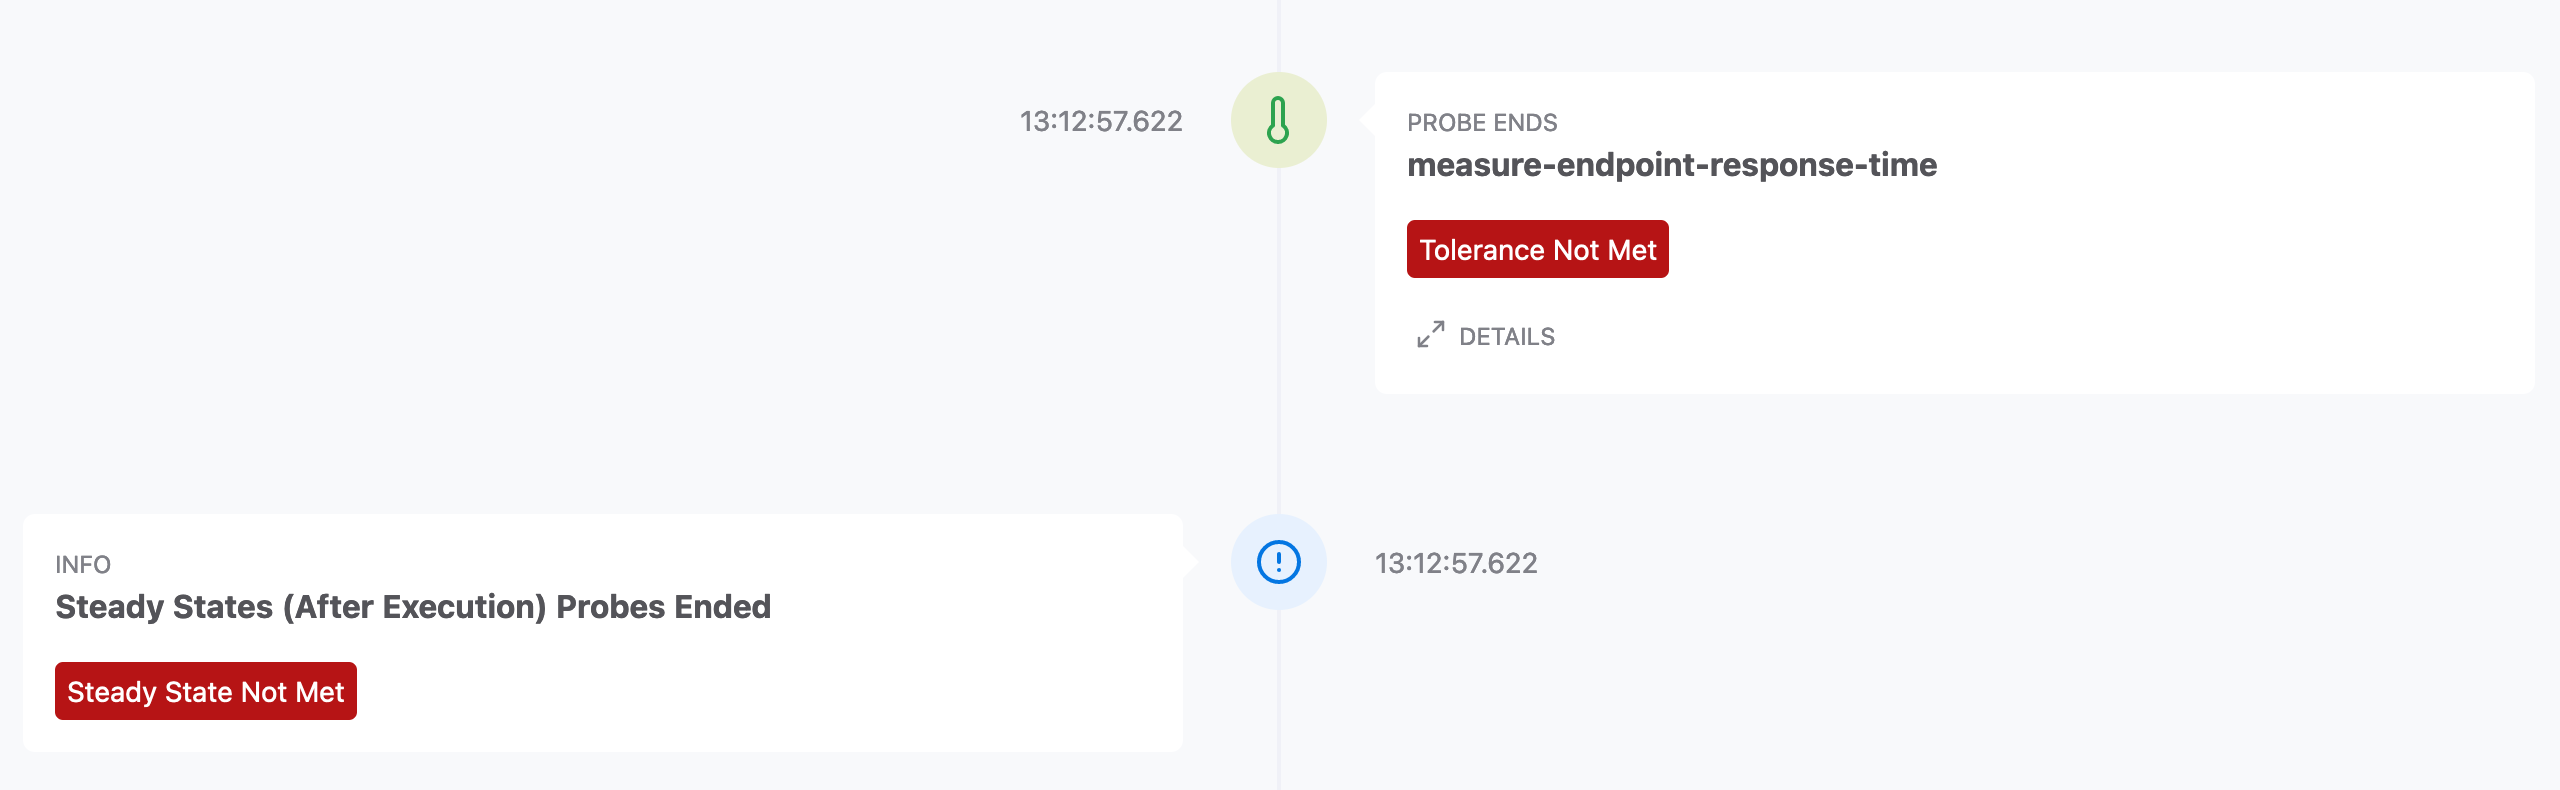 13:12:57.622
PROBE ENDS
measure-endpoint-response-time
Tolerance Not Met
DETAILS
INFO
Steady States (After Execution) Probes Ended
Steady State Not Met
13:12:57.622